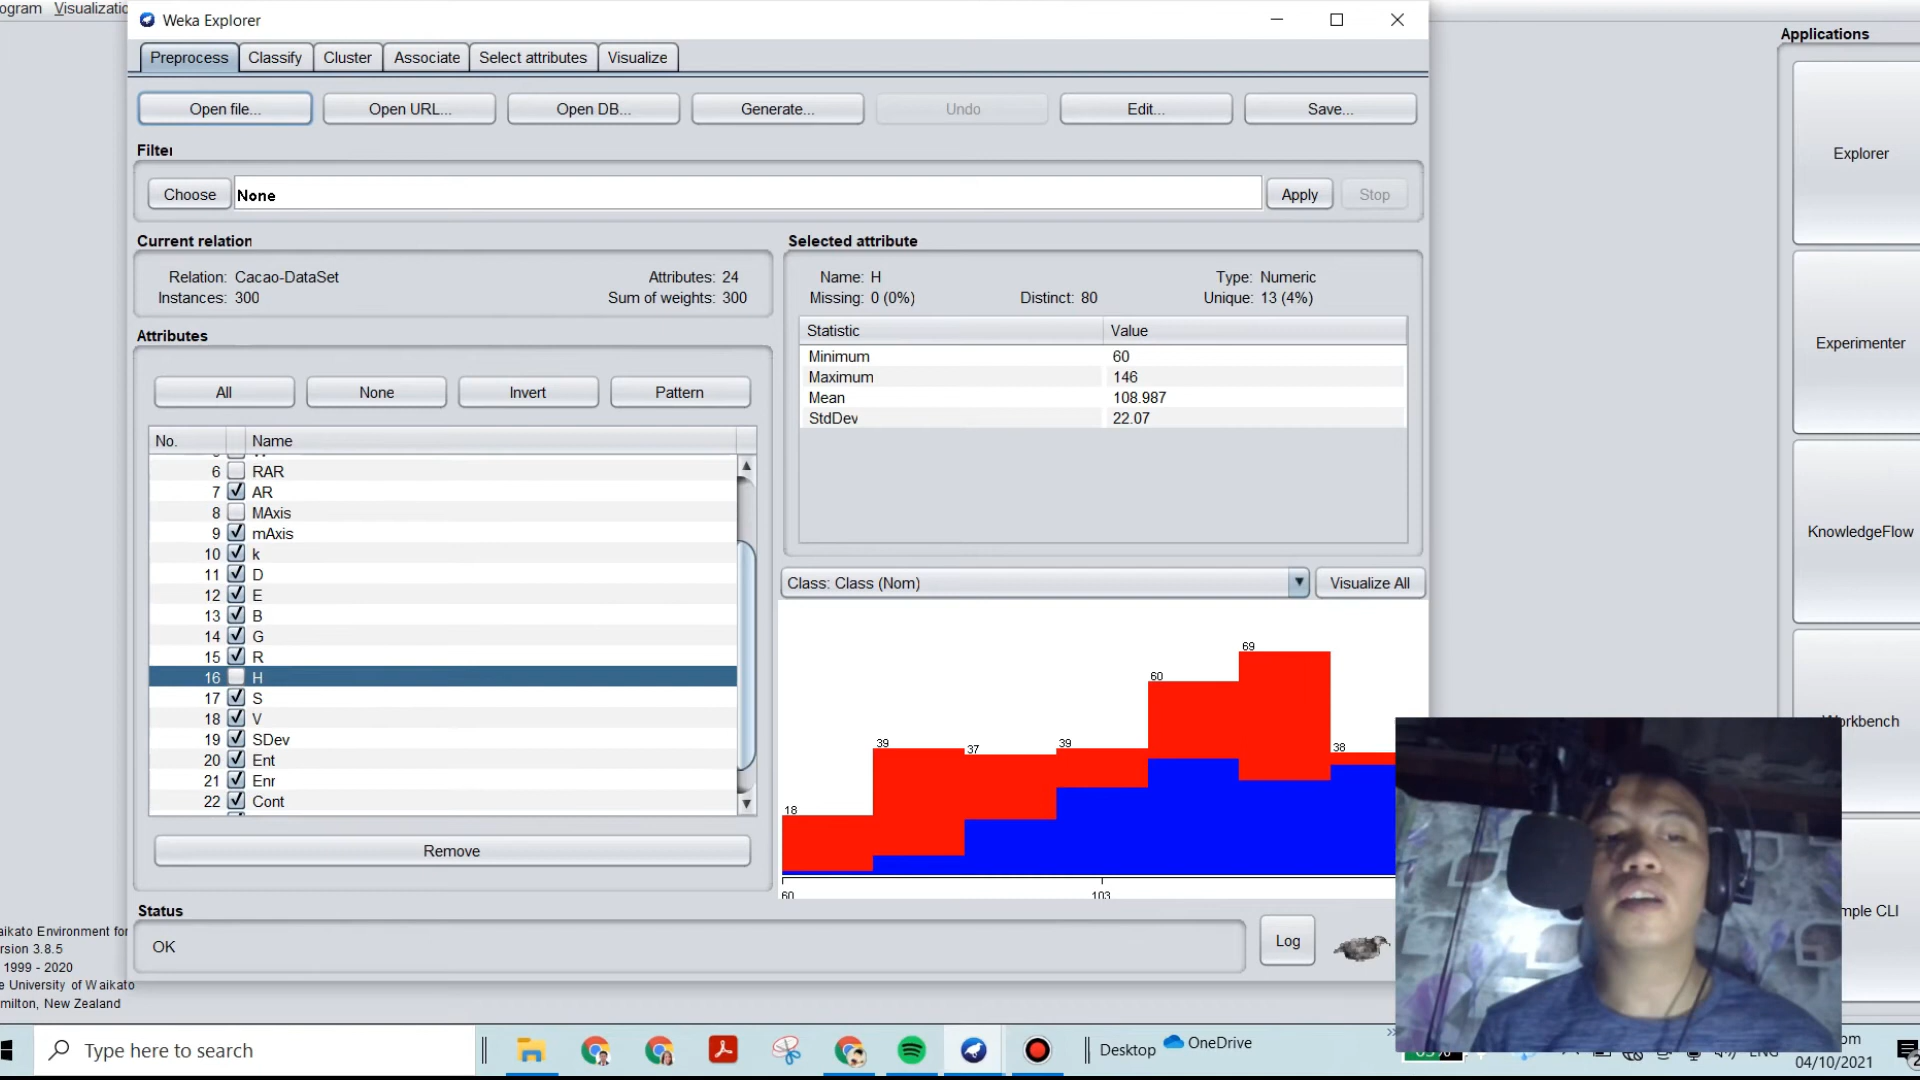 ogram Visualizatio
Weka Explorer
Applications
Preprocess Classify Cluster Associate Select attributes Visualize
Open file... Open URL... Open DB... Generate... Undo Edit... Save...
Filter
Choose None Apply Stop
Explorer
Current relation
Relation: Cacao-DataSet Attributes: 24
Instances: 300 Sum of weights: 300
Selected attribute
Name: H Type: Numeric
Missing: 0 (0%) Distinct: 80 Unique: 13 (4%)
Statistic Value
Minimum 60
Maximum 146
Mean 108.987
StdDev 22.07
Experimenter
Attributes
All None Invert Pattern
No. Name
6 RAR
7 AR
8 MAxis
9 mAxis
10 k
11 D
12 E
13 B
14 G
15 R
16 H
17 S
18 V
19 SDev
20 Ent
21 Enr
22 Cont
Remove
Class: Class (Nom) Visualize All
18
39
37
39
60
69
38
60
103
KnowledgeFlow
orkbench
mple CLI
Status
OK
Log
aikato Environment for
rsion 3.8.5
1999 - 2020
e University of Waikato
milton, New Zealand
Type here to search
Desktop OneDrive
ENG
om
04/10/2021